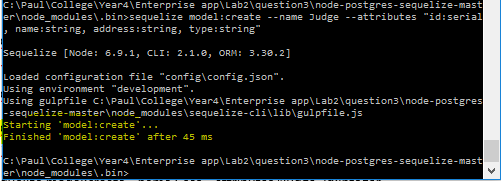 C:\Paul\College\Year4\Enterprise app\Lab2\question3\node-postgres-sequelize-mast
er\node_modules\.bin>sequelize model:create --name Judge --attributes "id:serial
, name:string, address:string, type:string"
Sequelize [Node: 6.9.1, CLI: 2.1.0, ORM: 3.30.2]
Loaded configuration file "config\config.json".
Using environment "development".
Using gulpfile C:\Paul\College\Year4\Enterprise app\Lab2\question3\node-postgres
-sequelize-master\node_modules\sequelize-cli\lib\gulpfile.js
Starting 'model:create'...
Finished 'model:create' after 45 ms
C:\Paul\College\Year4\Enterprise app\Lab2\question3\node-postgres-sequelize-mast
er\node_modules\.bin>